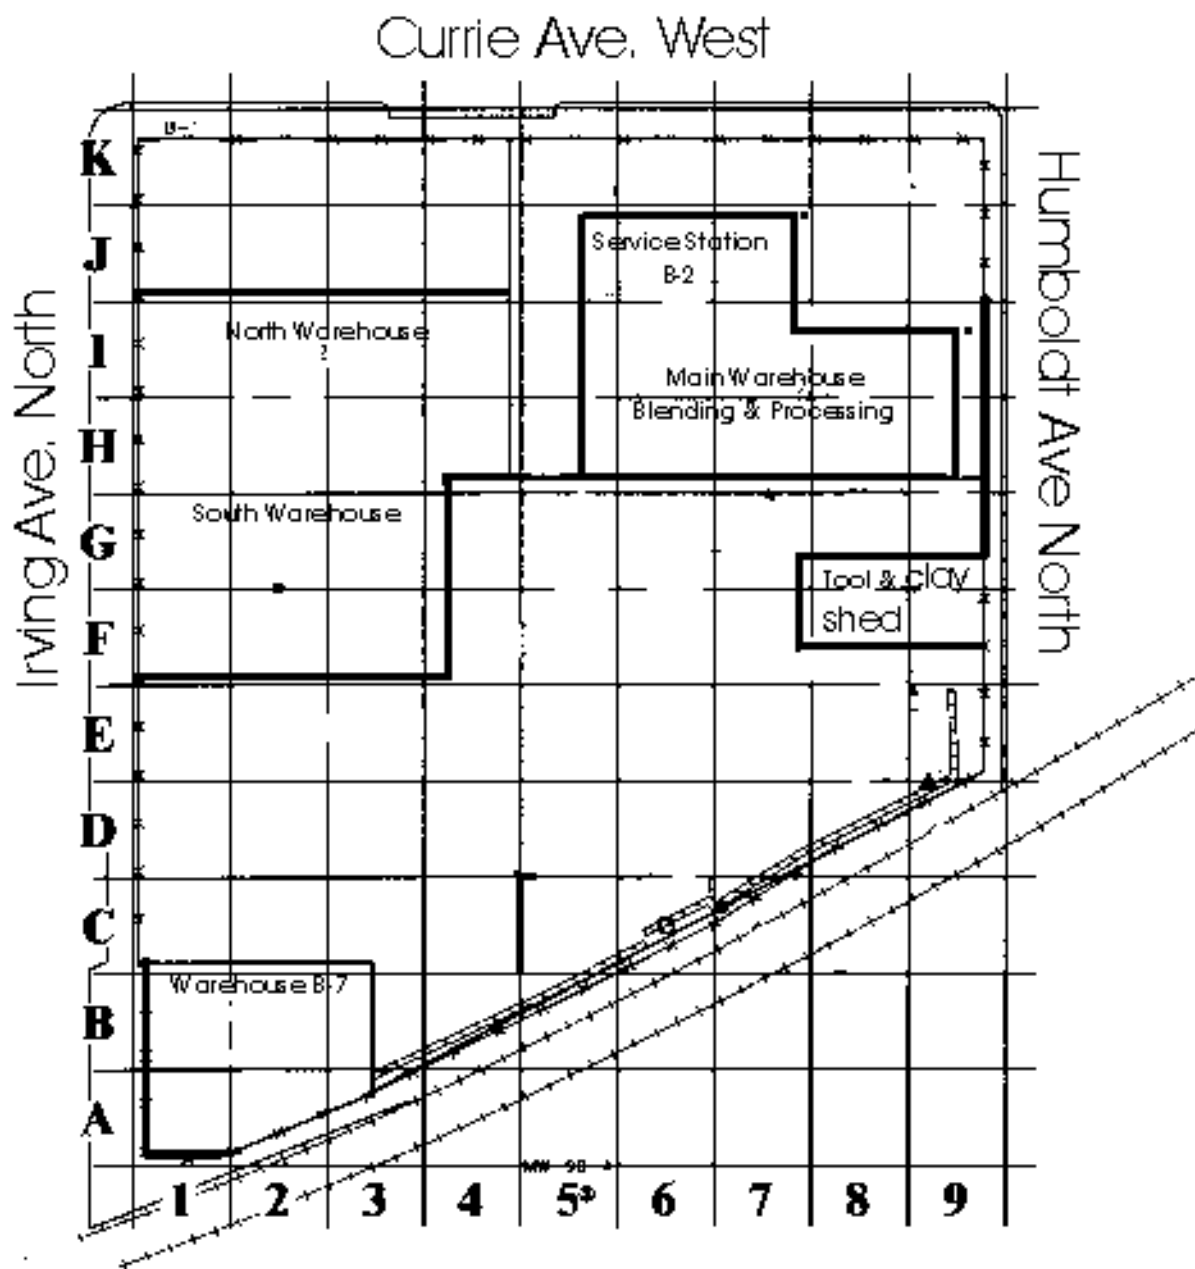 Currie Ave. West
K
J
I
H
G
F
E
D
C
B
A
Irving Ave. North
Humboldt Ave North
Service Station
B-2
North Warehouse
Main Warehouse
Blending & Processing
South Warehouse
Tool & clay
shed
Warehouse B-7
1 2 3 4 5 6 7 8 9